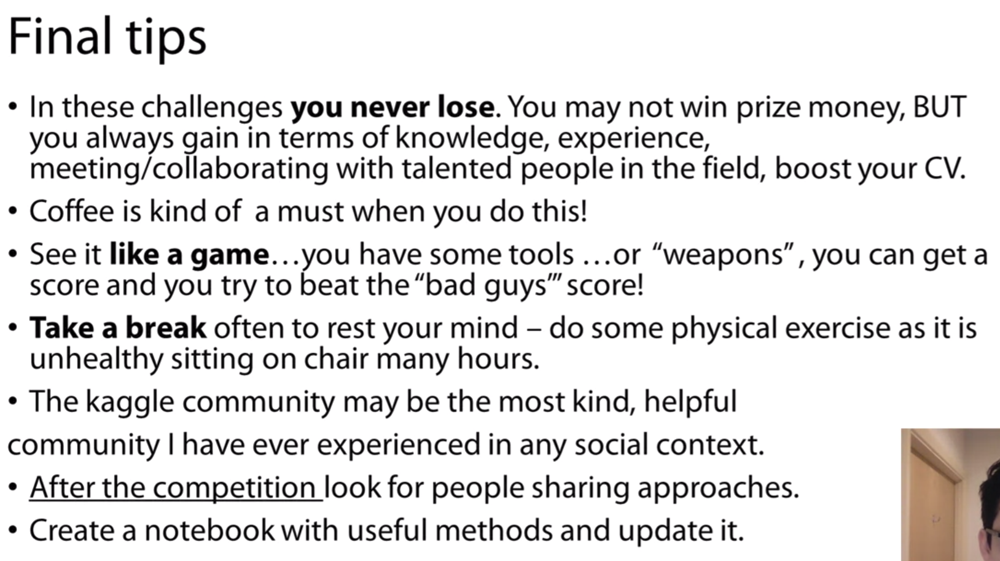 Final tips
• In these challenges you never lose. You may not win prize money, BUT
you always gain in terms of knowledge, experience,
meeting/collaborating with talented people in the field, boost your CV.
• Coffee is kind of  a must when you do this!
• See it like a game…you have some tools …or “weapons”, you can get a
score and you try to beat the “bad guys”’ score!
• Take a break often to rest your mind – do some physical exercise as it is
unhealthy sitting on chair many hours.
• The kaggle community may be the most kind, helpful
community I have ever experienced in any social context.
• After the competition look for people sharing approaches.
• Create a notebook with useful methods and update it.